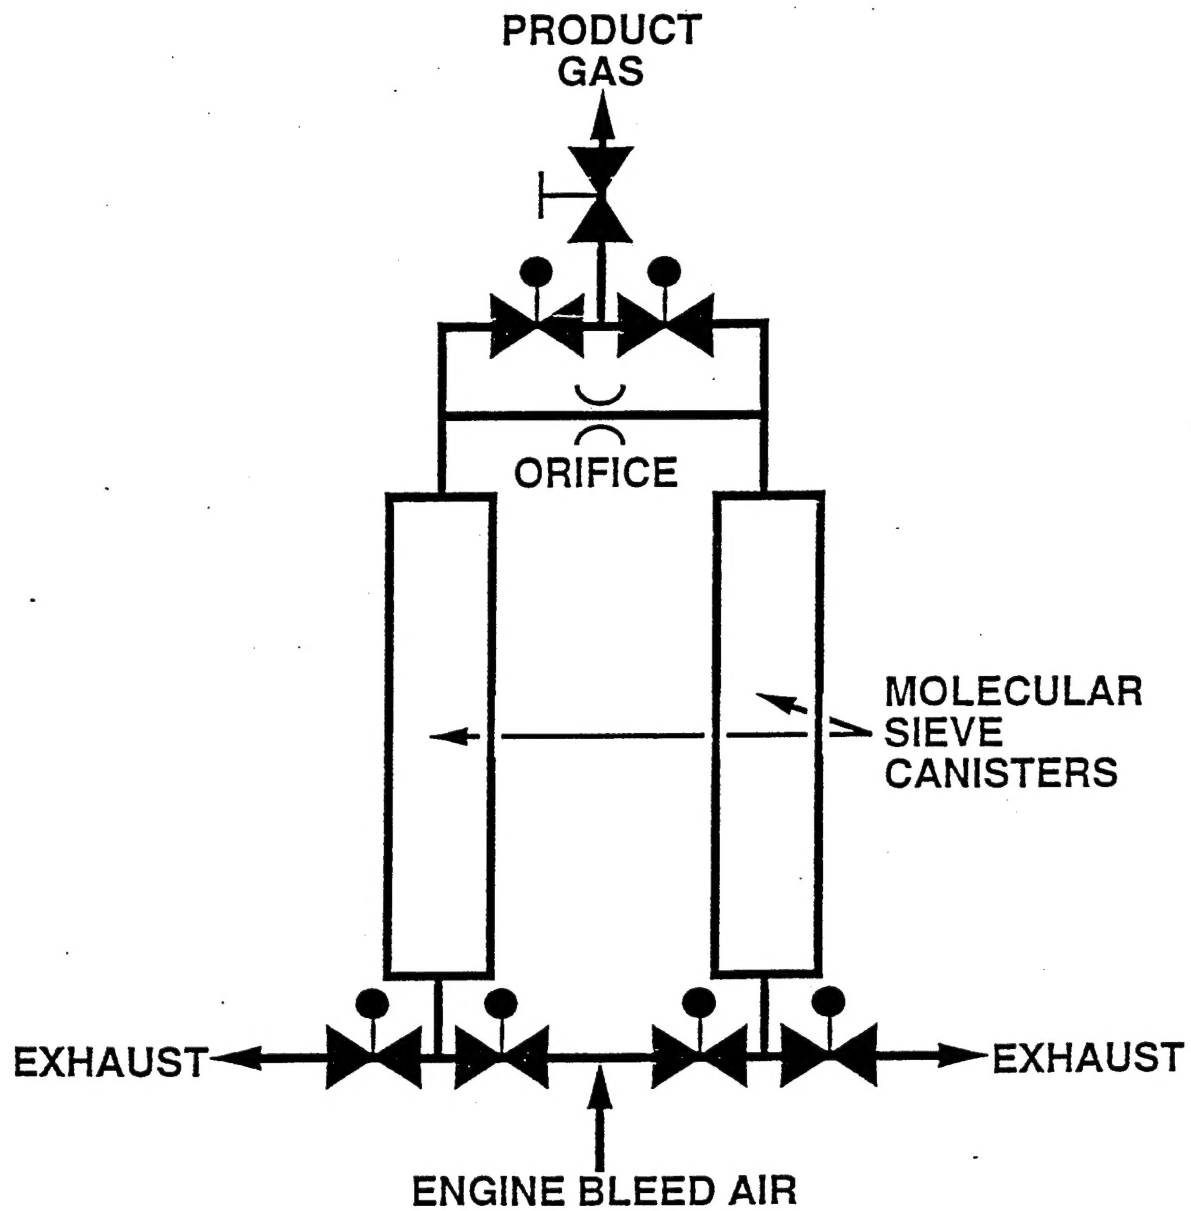 PRODUCT
GAS
ORIFICE
MOLECULAR
SIEVE
CANISTERS
EXHAUST
EXHAUST
ENGINE BLEED AIR